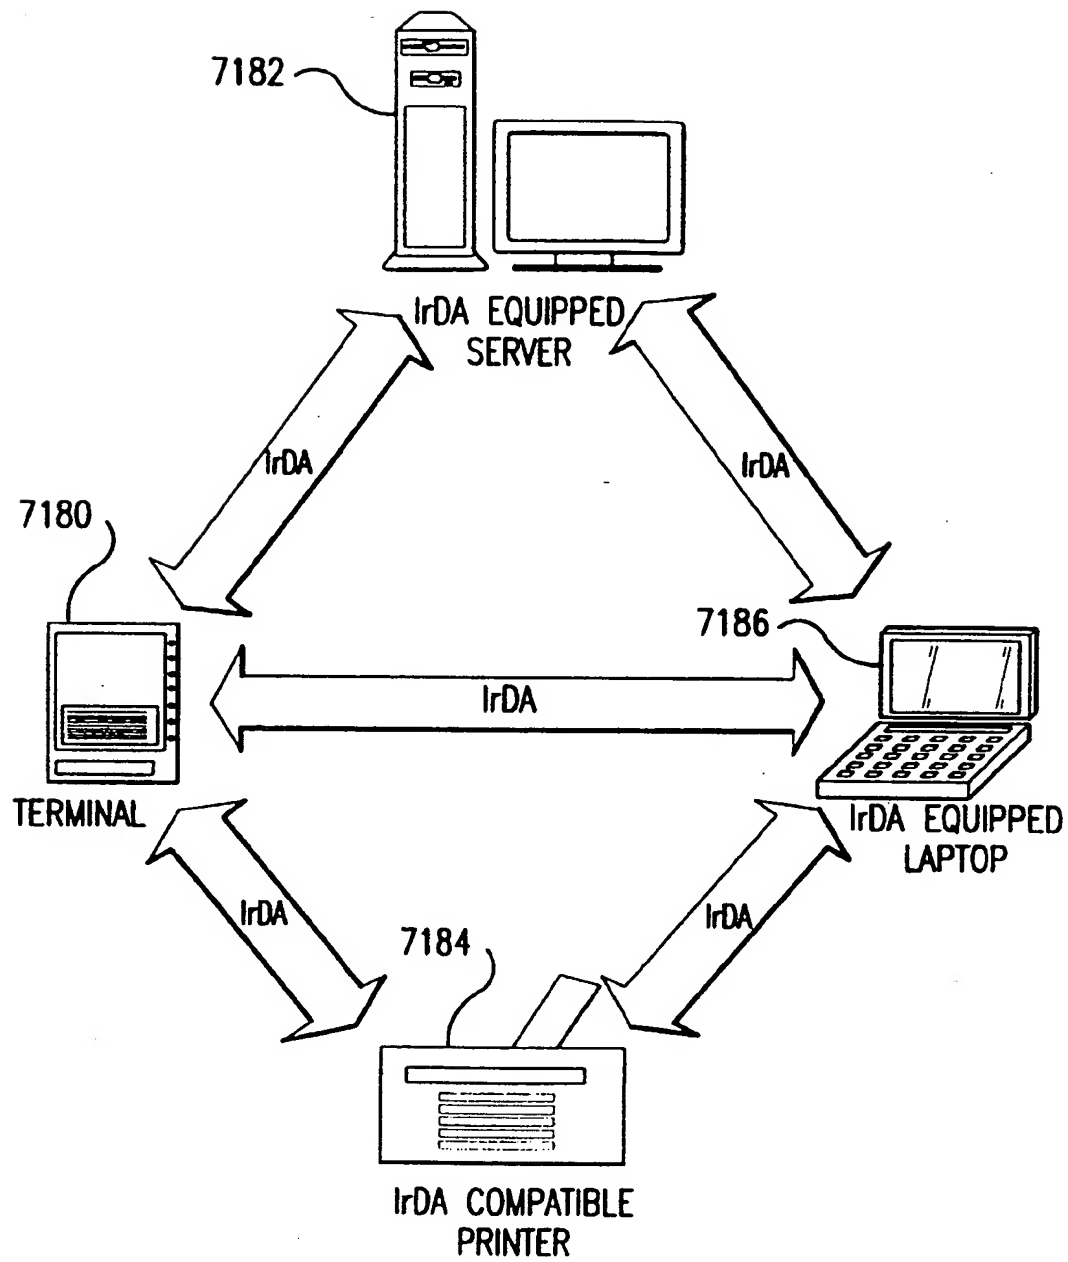 7182
IrDA EQUIPPED
SERVER
IrDA
IrDA
7180
7186
IrDA
TERMINAL
IrDA EQUIPPED
LAPTOP
IrDA
IrDA
7184
IrDA COMPATIBLE
PRINTER